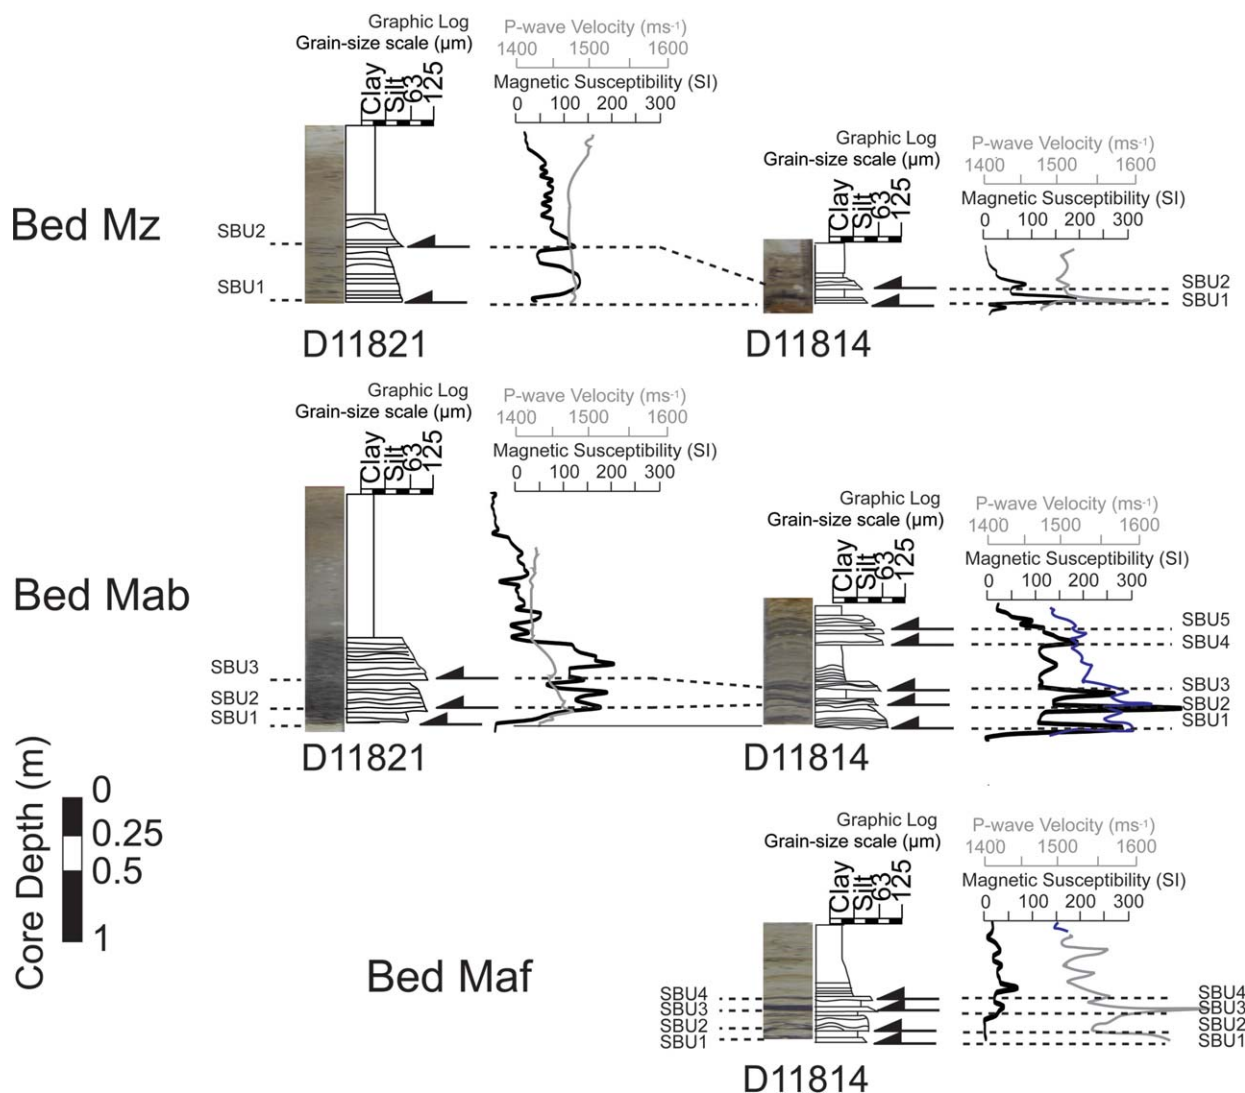 Graphic Log
Grain-size scale (µm)
Clay
Silt
63
125
P-wave Velocity (ms-1)
1400 1500 1600
Magnetic Susceptibility (SI)
0 100 200 300
Graphic Log
Grain-size scale (µm)
Clay
Silt
63
125
P-wave Velocity (ms-1)
1400 1500 1600
Magnetic Susceptibility (SI)
0 100 200 300
Bed Mz
SBU2
SBU1
SBU2
SBU1
D11821
D11814
Graphic Log
Grain-size scale (µm)
Clay
Silt
63
125
P-wave Velocity (ms-1)
1400 1500 1600
Magnetic Susceptibility (SI)
0 100 200 300
Graphic Log
Grain-size scale (µm)
Clay
Silt
63
125
P-wave Velocity (ms-1)
1400 1500 1600
Magnetic Susceptibility (SI)
0 100 200 300
Bed Mab
SBU3
SBU2
SBU1
SBU5
SBU4
SBU3
SBU2
SBU1
D11821
D11814
Core Depth (m)
0
0.25
0.5
1
Graphic Log
Grain-size scale (µm)
Clay
Silt
63
125
P-wave Velocity (ms-1)
1400 1500 1600
Magnetic Susceptibility (SI)
0 100 200 300
Bed Maf
SBU4
SBU3
SBU2
SBU1
SBU4
SBU3
SBU2
SBU1
D11814